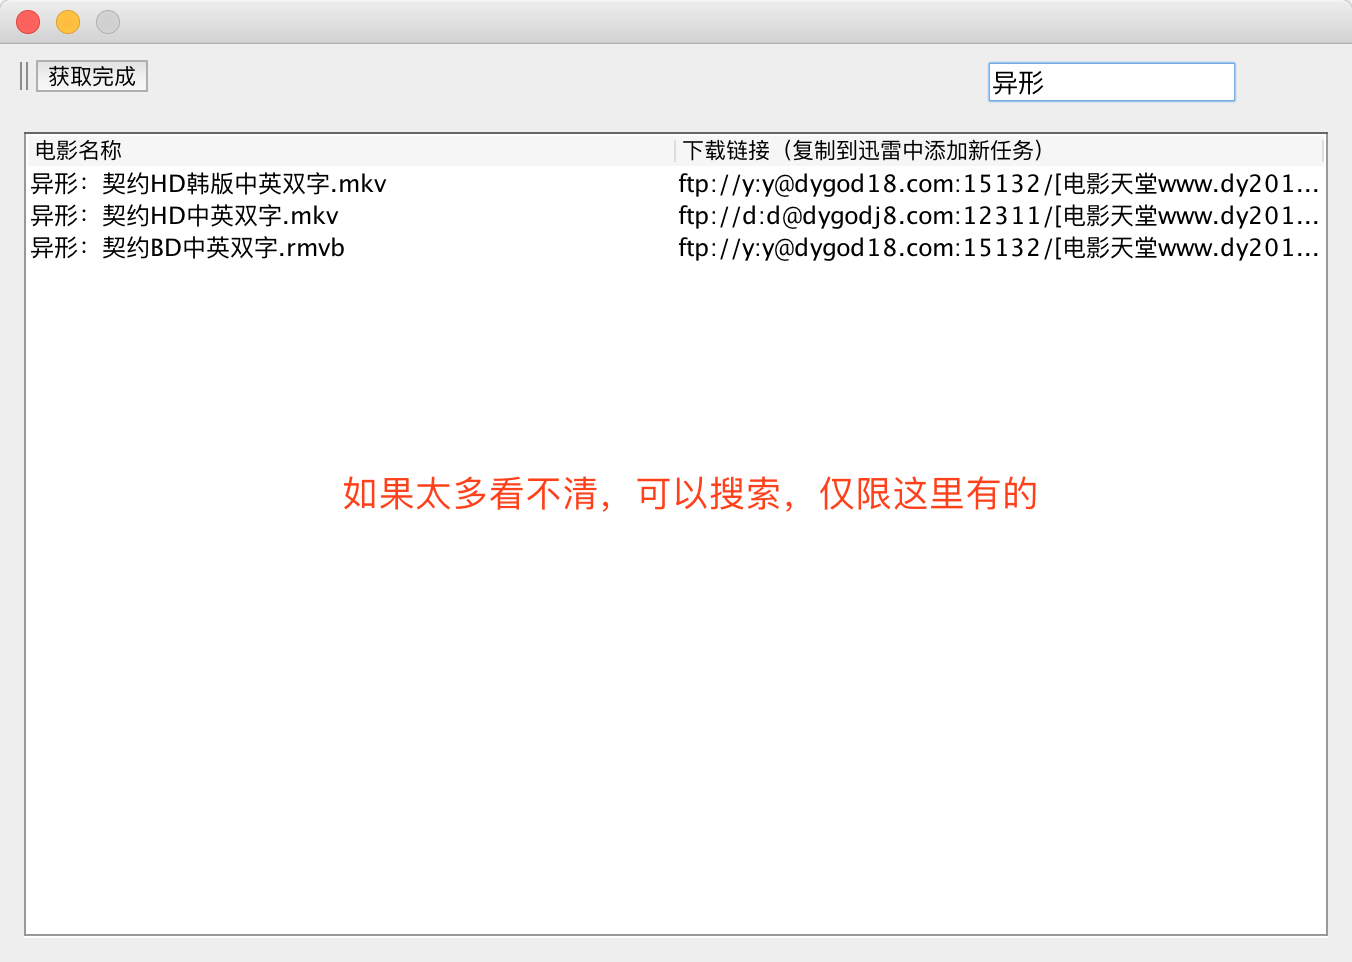 获取完成
异形
电影名称 下载链接（复制到迅雷中添加新任务）
异形：契约HD韩版中英双字.mkv ftp://y:y@dygod18.com:15132/[电影天堂www.dy201...
异形：契约HD中英双字.mkv ftp://d:d@dygodj8.com:12311/[电影天堂www.dy201...
异形：契约BD中英双字.rmvb ftp://y:y@dygod18.com:15132/[电影天堂www.dy201...
如果太多看不清，可以搜索，仅限这里有的